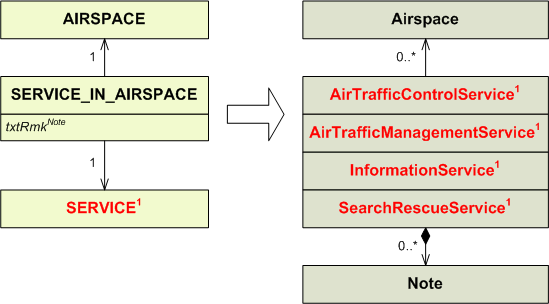 AIRSPACE
1
SERVICE_IN_AIRSPACE
txtRmkNote
1
SERVICE1
Airspace
0..*
AirTrafficControlService1
AirTrafficManagementService1
InformationService1
SearchRescueService1
0..*
Note